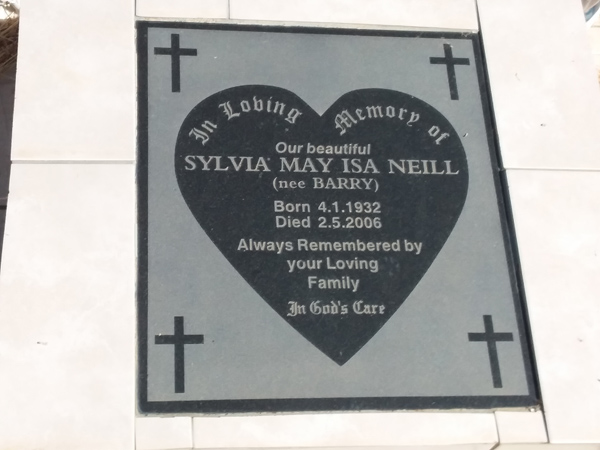 In Loving Memory of
Our beautiful
SYLVIA MAY ISA NEILL
(nee BARRY)
Born 4.1.1932
Died 2.5.2006
Always Remembered by
your Loving
Family
In God's Care